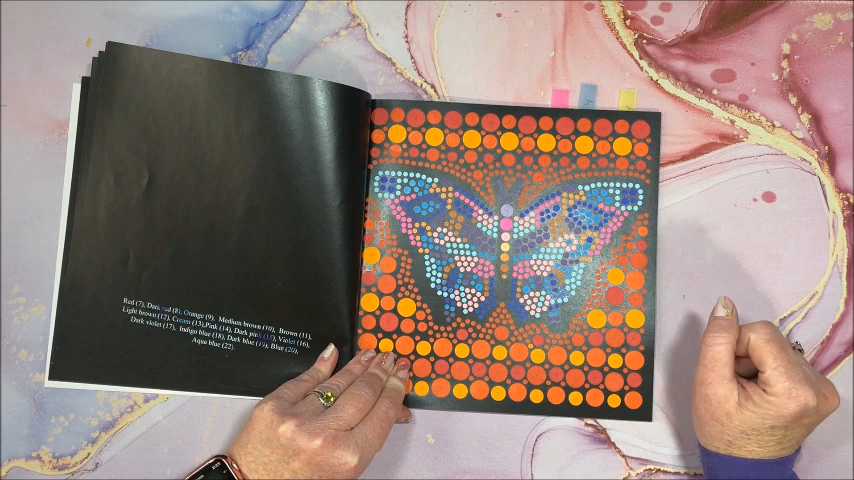 Red (7), Dark red (8), Orange (9), Medium brown (10), Brown (11),
Light brown (12), Cream (13),Pink (14), Dark pink (15), Violet (16),
Dark violet (17), Indigo blue (18), Dark blue (19), Blue (20),
Aqua blue (22)